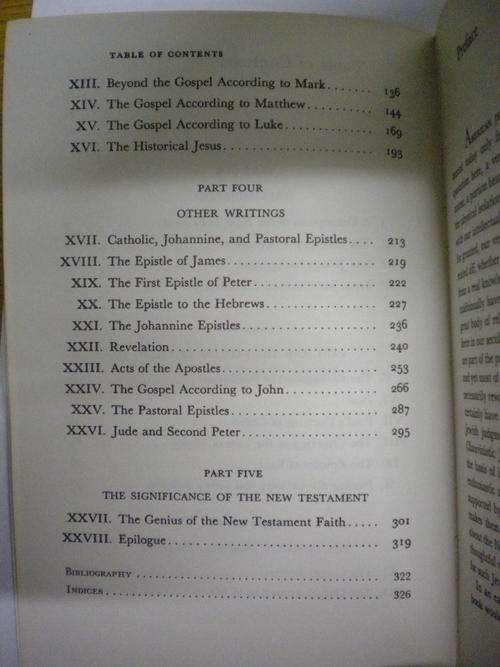 TABLE OF CONTENTS
XIII. Beyond the Gospel According to Mark....... 136
XIV. The Gospel According to Matthew.......... 144
XV. The Gospel According to Luke............. 169
XVI. The Historical Jesus....................... 193
PART FOUR
OTHER WRITINGS
XVII. Catholic, Johannine, and Pastoral Epistles.... 213
XVIII. The Epistle of James....................... 219
XIX. The First Epistle of Peter................... 222
XX. The Epistle to the Hebrews................. 227
XXI. The Johannine Epistles..................... 236
XXII. Revelation................................ 240
XXIII. Acts of the Apostles........................ 253
XXIV. The Gospel According to John.............. 266
XXV. The Pastoral Epistles....................... 287
XXVI. Jude and Second Peter..................... 295
PART FIVE
THE SIGNIFICANCE OF THE NEW TESTAMENT
XXVII. The Genius of the New Testament Faith..... 301
XXVIII. Epilogue................................. 319
BIBLIOGRAPHY ..................................... 322
INDICES.......................................... 326
Preface